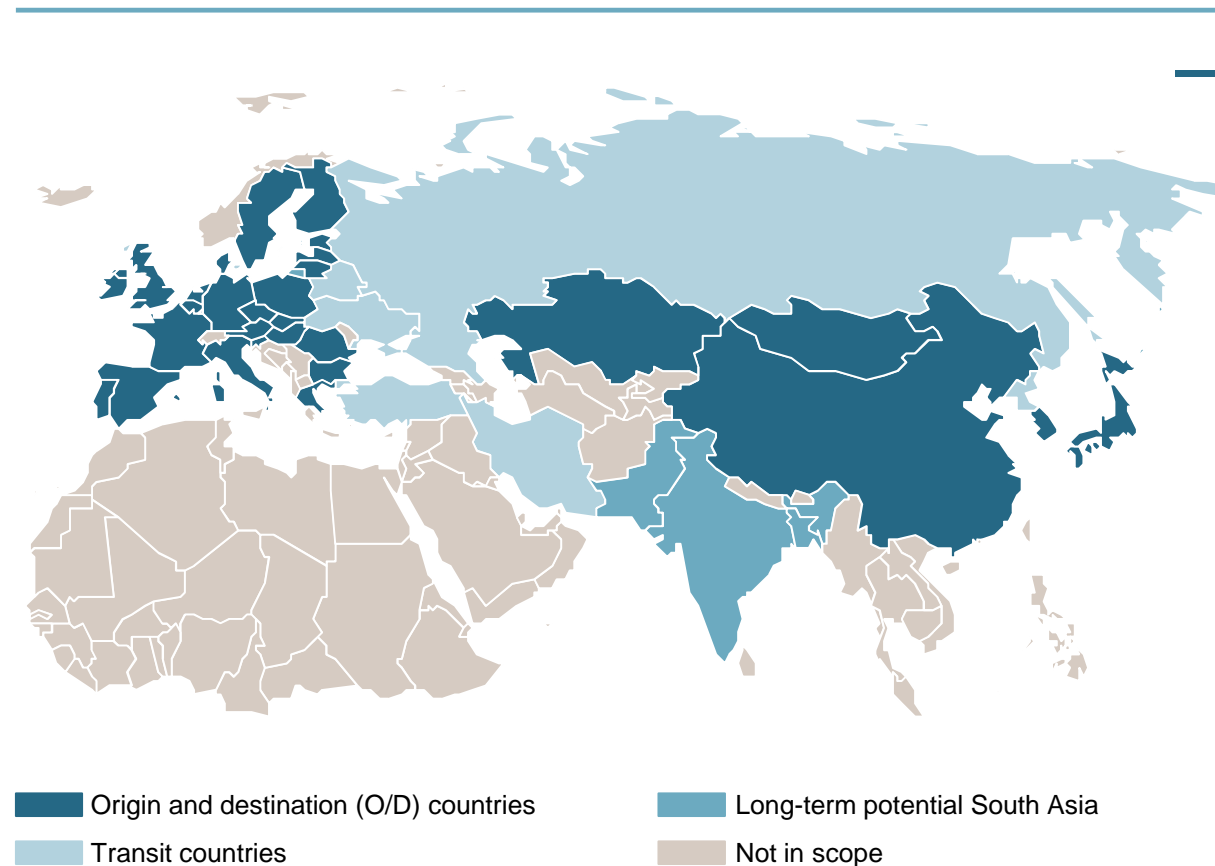 Origin and destination (O/D) countries
Long-term potential South Asia
Transit countries
Not in scope